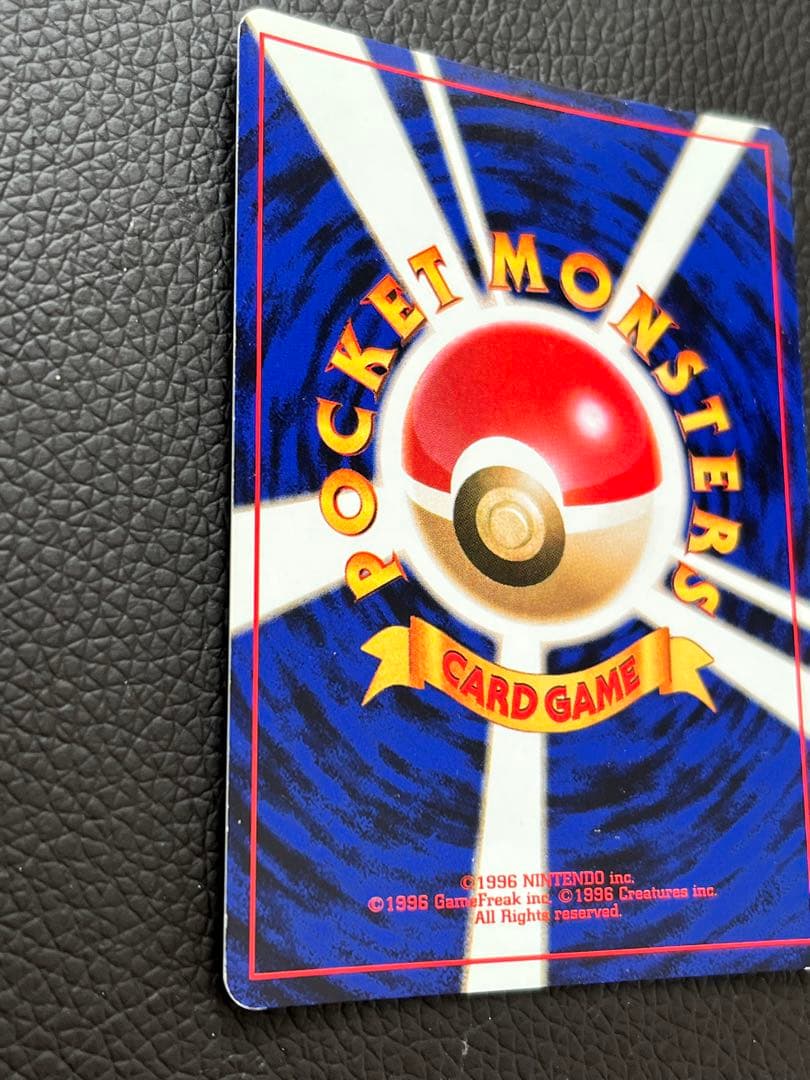 POCKET MONSTERS
CARD GAME
©1996 NINTENDO inc.
©1996 GameFreak inc. ©1996 Creatures inc.
All Rights reserved.